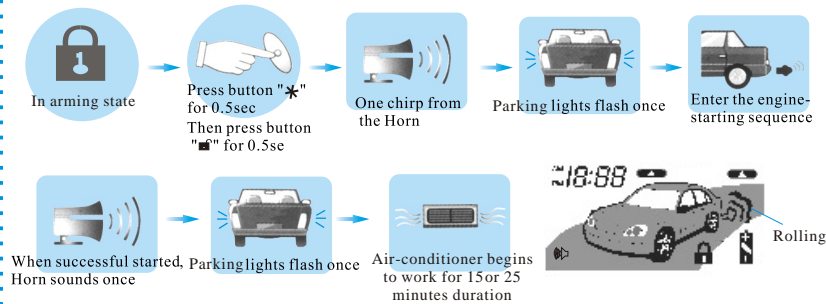 In arming state
Press button "*"
for 0.5sec
Then press button
"🔓" for 0.5se
One chirp from
the Horn
Parking lights flash once
Enter the engine-
starting sequence
When successful started,
Horn sounds once
Parking lights flash once
Air-conditioner begins
to work for 15 or 25
minutes duration
18:88
Rolling